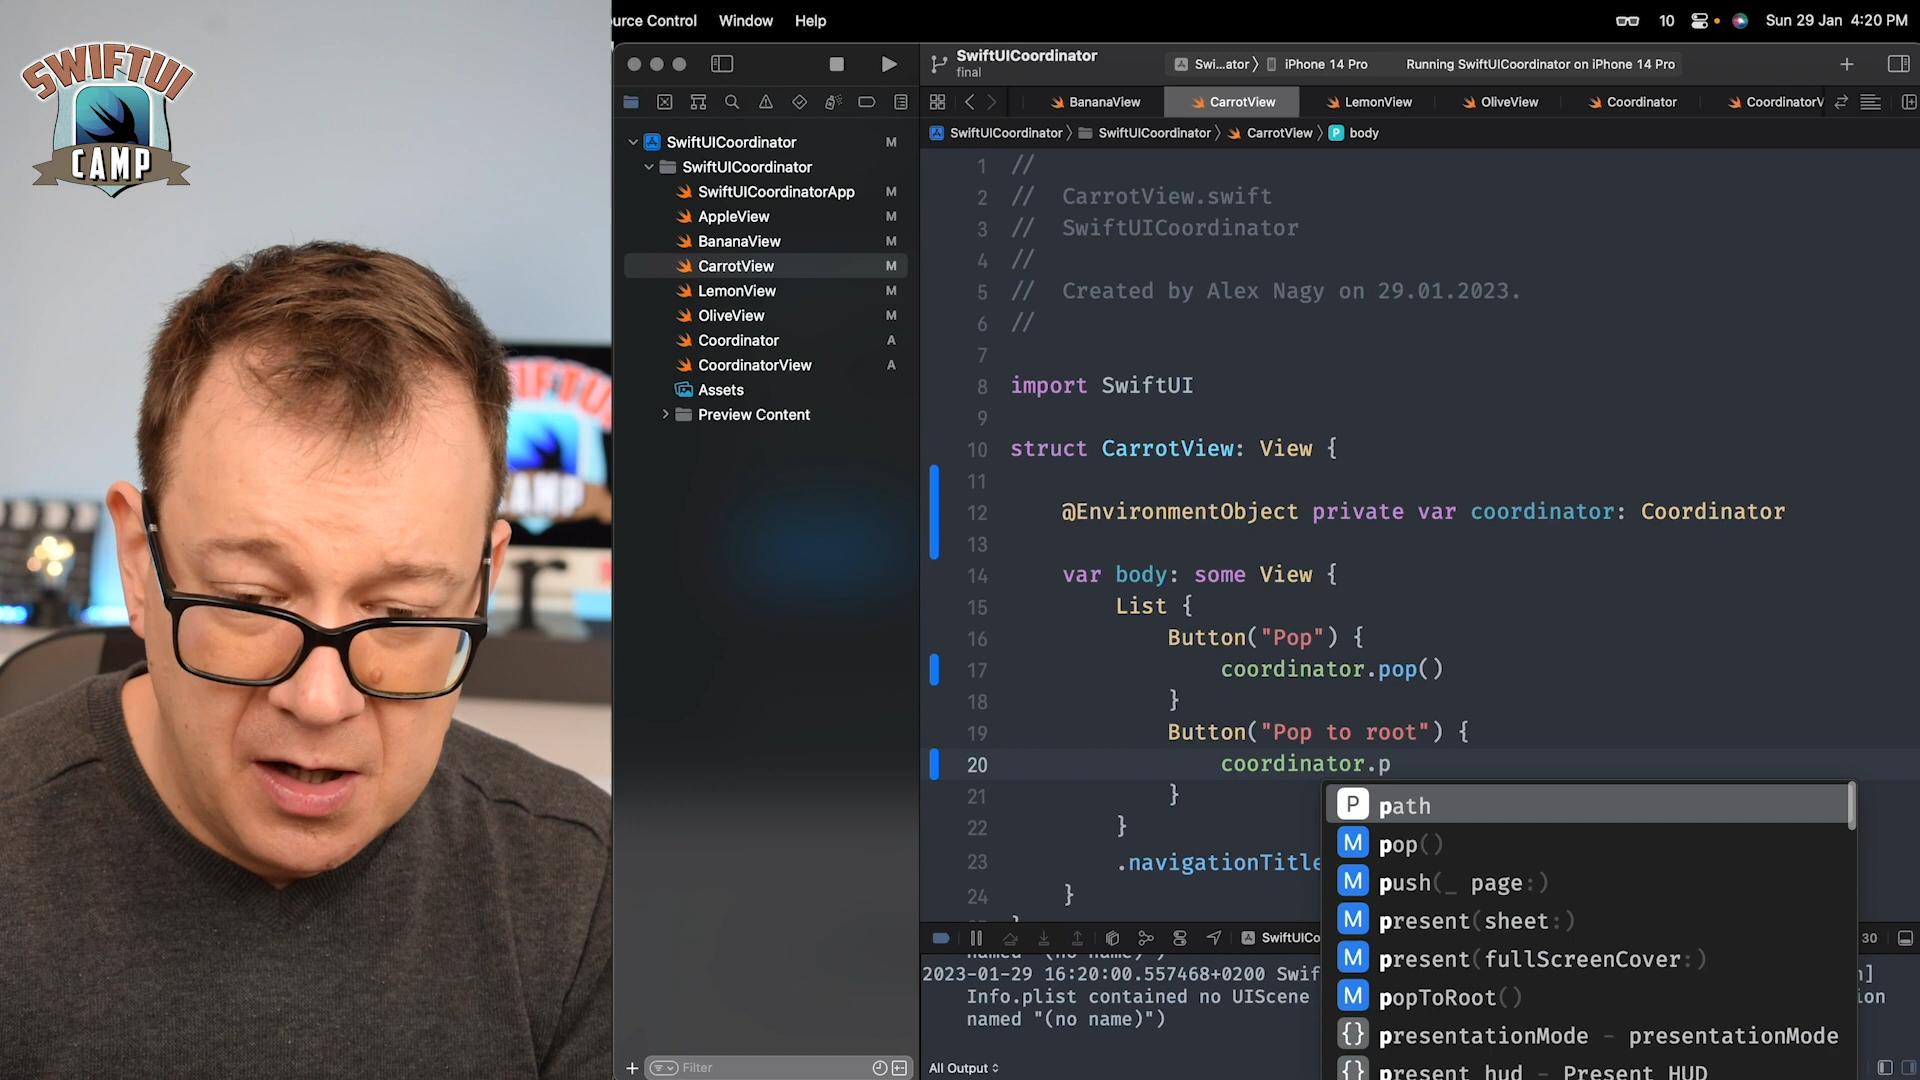 urce Control Window Help
10 Sun 29 Jan 4:20 PM
SWIFTUI
CAMP
SwiftUICoordinator
final
Swi...ator iPhone 14 Pro
Running SwiftUICoordinator on iPhone 14 Pro
BananaView
CarrotView
LemonView
OliveView
Coordinator
CoordinatorV
SwiftUICoordinator
SwiftUICoordinator
CarrotView
P body
SwiftUICoordinator M
SwiftUICoordinator
SwiftUICoordinatorApp M
AppleView M
BananaView M
CarrotView M
LemonView M
OliveView M
Coordinator A
CoordinatorView A
Assets
Preview Content
1 //
2 // CarrotView.swift
3 // SwiftUICoordinator
4 //
5 // Created by Alex Nagy on 29.01.2023.
6 //
7
8 import SwiftUI
9
10 struct CarrotView: View {
11
12 @EnvironmentObject private var coordinator: Coordinator
13
14 var body: some View {
15 List {
16 Button("Pop") {
17 coordinator.pop()
18 }
19 Button("Pop to root") {
20 coordinator.p
21 }
22 }
23 .navigationTitle
24 }
P path
M pop()
M push(_ page:)
M present(sheet:)
M present(fullScreenCover:)
M popToRoot()
{} presentationMode - presentationMode
{} present hud - Present HUD
SwiftUICo
30
named "(no name)")
2023-01-29 16:20:00.557468+0200 Swif
Info.plist contained no UIScene
named "(no name)")
Filter
All Output